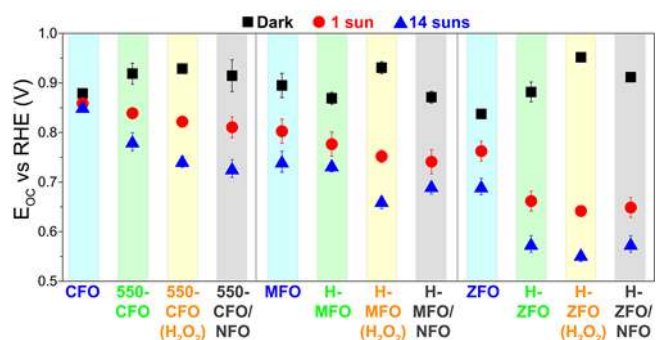 Dark 1 sun 14 suns
E_OC vs RHE (V)
1.0
0.9
0.8
0.7
0.6
0.5
CFO
550-
CFO
550-
CFO
(H₂O₂)
550-
CFO/
NFO
MFO
H-
MFO
H-
MFO
(H₂O₂)
H-
MFO/
NFO
ZFO
H-
ZFO
H-
ZFO
(H₂O₂)
H-
ZFO/
NFO